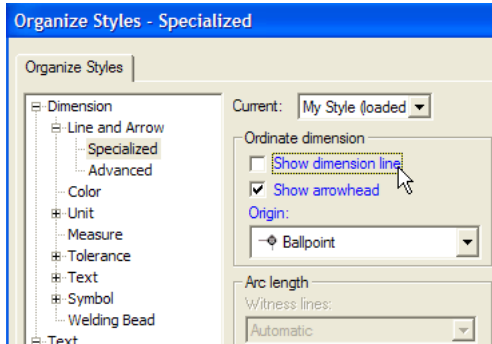 Organize Styles - Specialized
Organize Styles
Dimension
Line and Arrow
Specialized
Advanced
Color
Unit
Measure
Tolerance
Text
Symbol
Welding Bead
Text
Current: My Style (loaded
Ordinate dimension
Show dimension line
Show arrowhead
Origin:
Ballpoint
Arc length
Witness lines:
Automatic